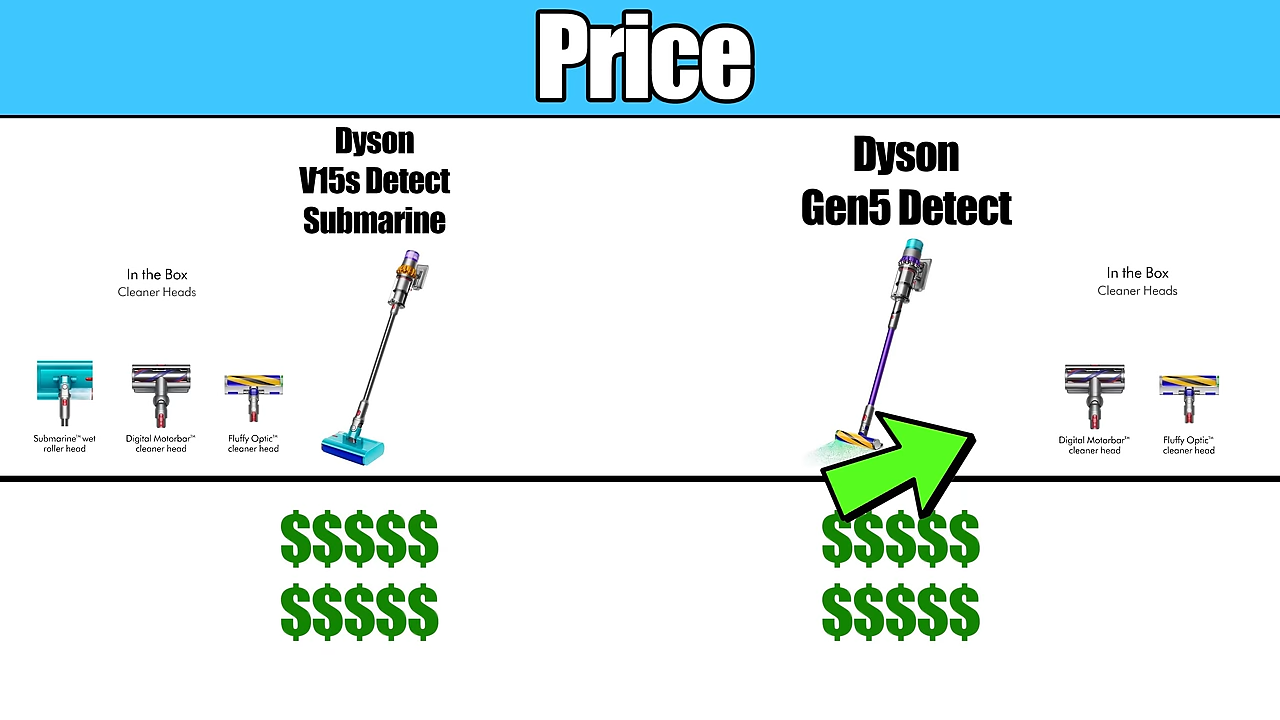 Price
Dyson
V15s Detect
Submarine
In the Box
Cleaner Heads
Submarine™ wet
roller head
Digital Motorbar™
cleaner head
Fluffy Optic™
cleaner head
Dyson
Gen5 Detect
In the Box
Cleaner Heads
Digital Motorbar™
cleaner head
Fluffy Optic™
cleaner head
$$$$$
$$$$$
$$$$$
$$$$$